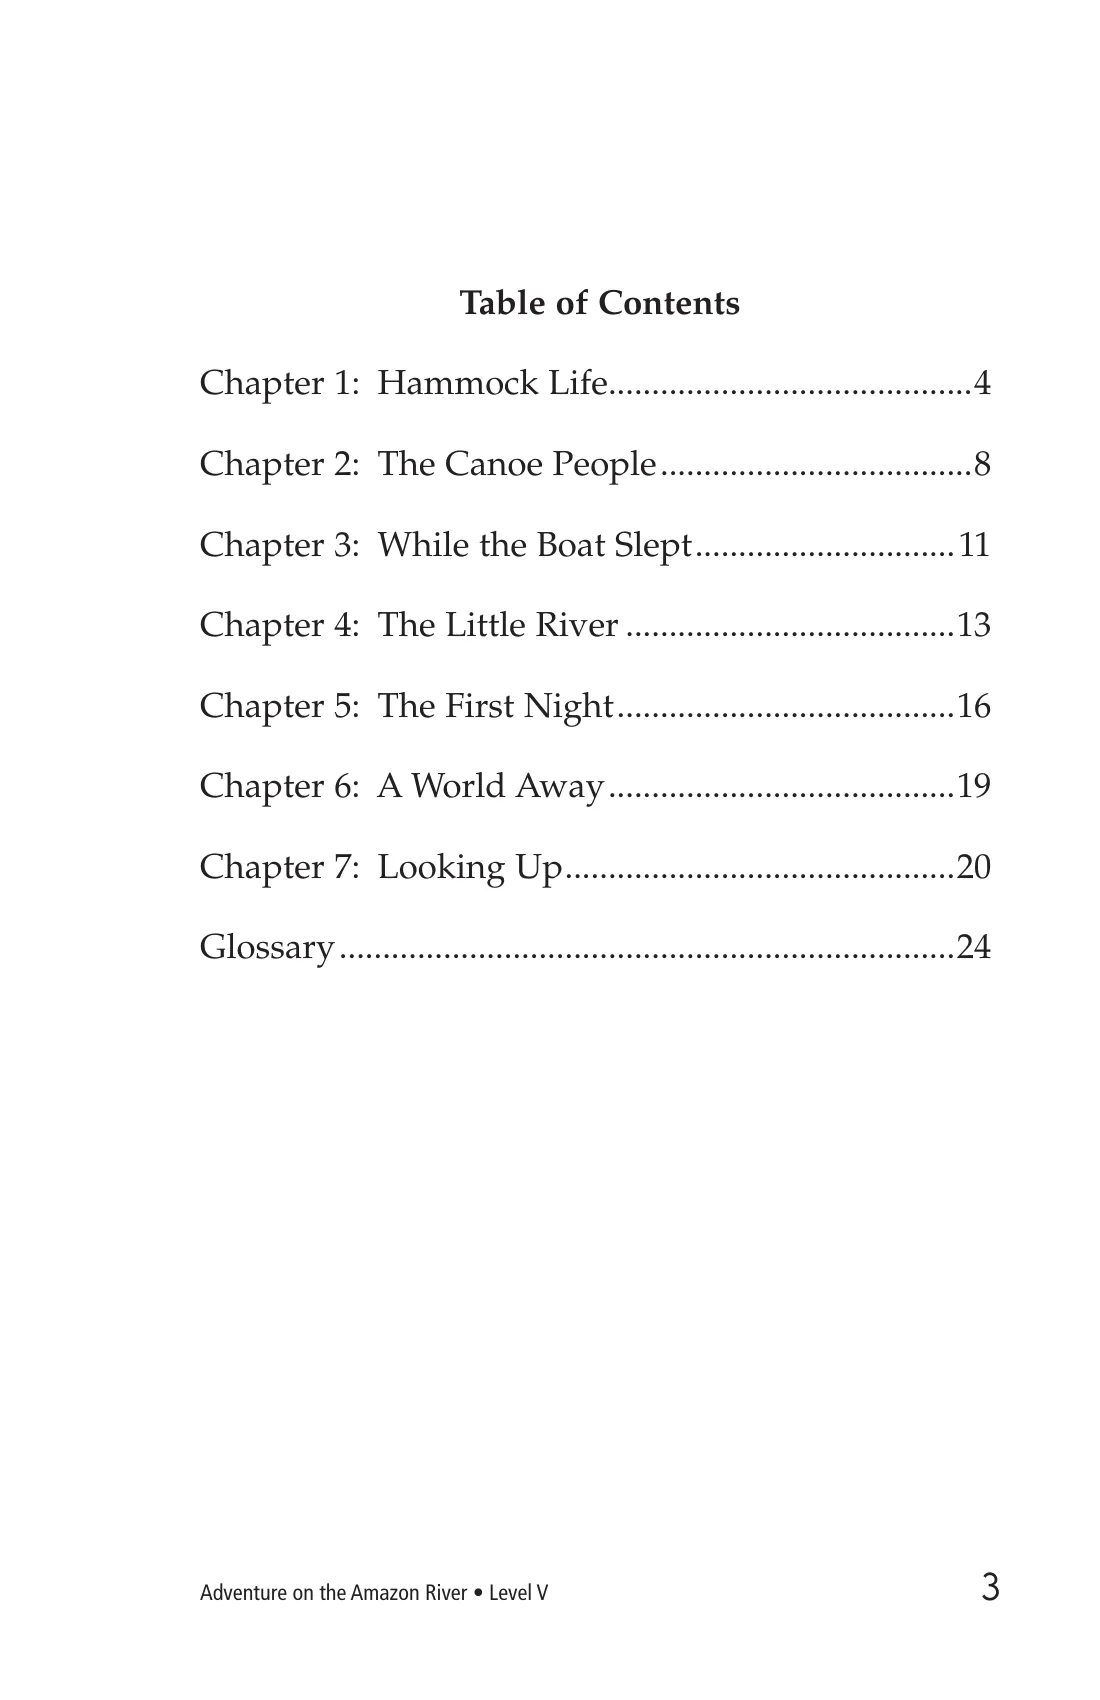 Table of Contents
Chapter 1:  Hammock Life..........................................4
Chapter 2:  The Canoe People....................................8
Chapter 3:  While the Boat Slept..............................11
Chapter 4:  The Little River ......................................13
Chapter 5:  The First Night.......................................16
Chapter 6:  A World Away........................................19
Chapter 7:  Looking Up.............................................20
Glossary.......................................................................24
Adventure on the Amazon River • Level V 3